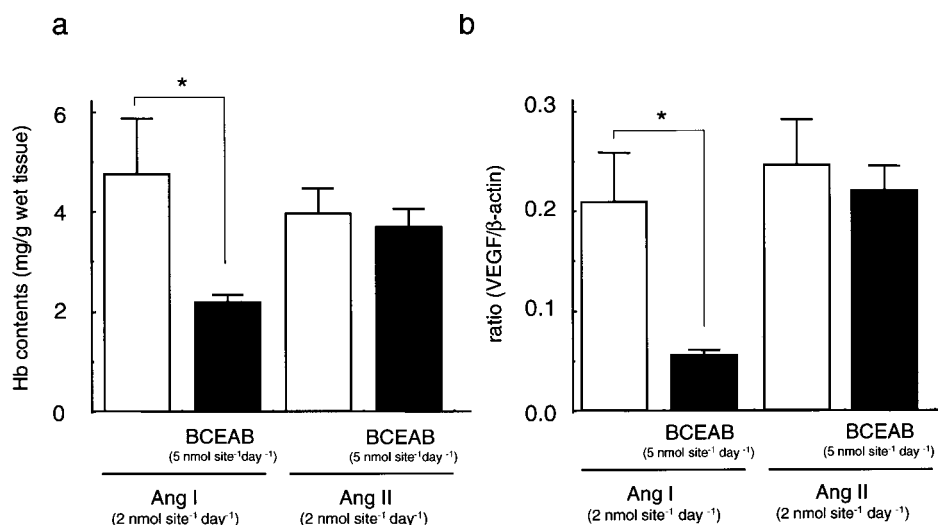 a
Hb contents (mg/g wet tissue)
6
4
2
0
*
BCEAB
(5 nmol site⁻¹day⁻¹)
Ang I
(2 nmol site⁻¹ day⁻¹)
Ang II
(2 nmol site⁻¹ day⁻¹)
b
ratio (VEGF/β-actin)
0.3
0.2
0.1
0.0
*
BCEAB
(5 nmol site⁻¹ day ⁻¹)
BCEAB
(5 nmol site⁻¹ day ⁻¹)
Ang I
(2 nmol site⁻¹ day⁻¹)
Ang II
(2 nmol site⁻¹ day ⁻¹)
BCEAB
(5 nmol site⁻¹day ⁻¹)